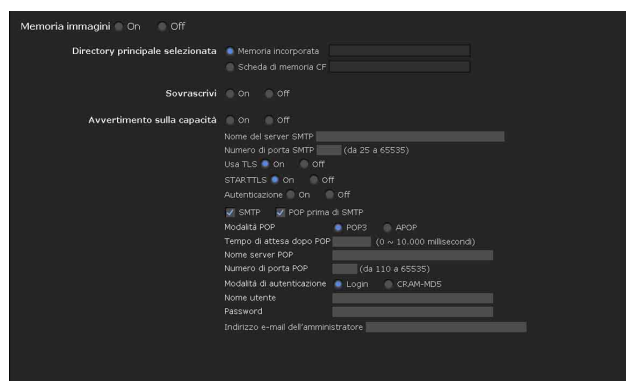 Memoria immagini On Off
Directory principale selezionata Memoria incorporata
Scheda di memoria CF
Sovrascrivi On Off
Avvertimento sulla capacità On Off
Nome del server SMTP
Numero di porta SMTP (da 25 a 65535)
Usa TLS On Off
STARTTLS On Off
Autenticazione On Off
SMTP POP prima di SMTP
Modalità POP POP3 APOP
Tempo di attesa dopo POP (0 ~ 10.000 millisecondi)
Nome server POP
Numero di porta POP (da 110 a 65535)
Modalità di autenticazione Login CRAM-MD5
Nome utente
Password
Indirizzo e-mail dell'amministratore